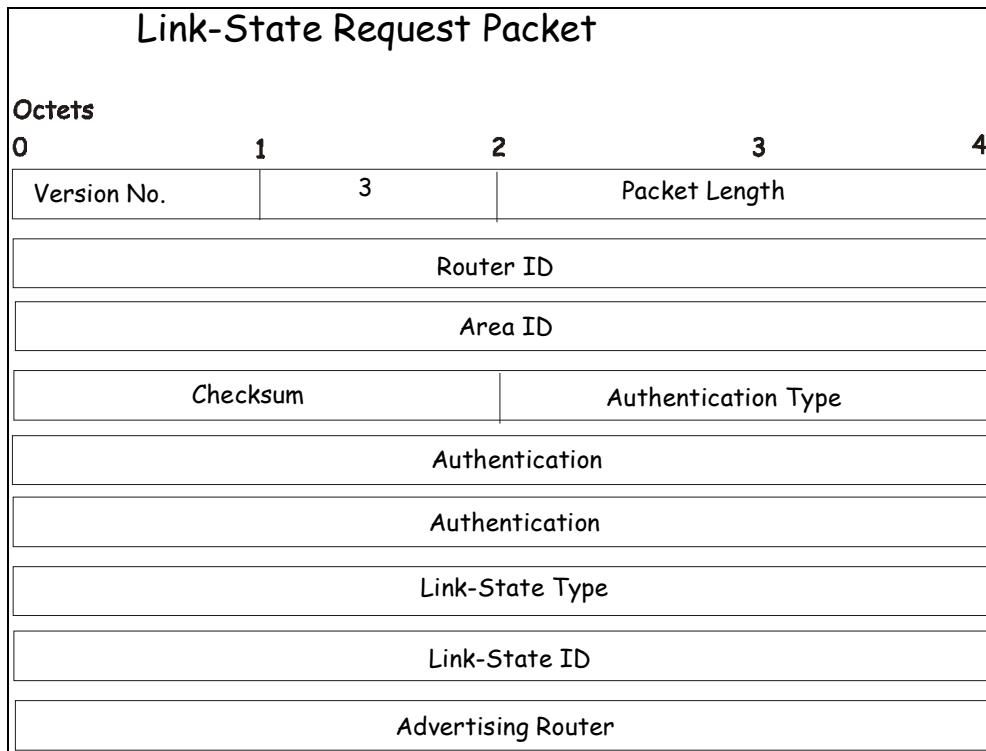 Link-State Request Packet
Octets
0 1 2 3 4
Version No. 3 Packet Length
Router ID
Area ID
Checksum Authentication Type
Authentication
Authentication
Link-State Type
Link-State ID
Advertising Router